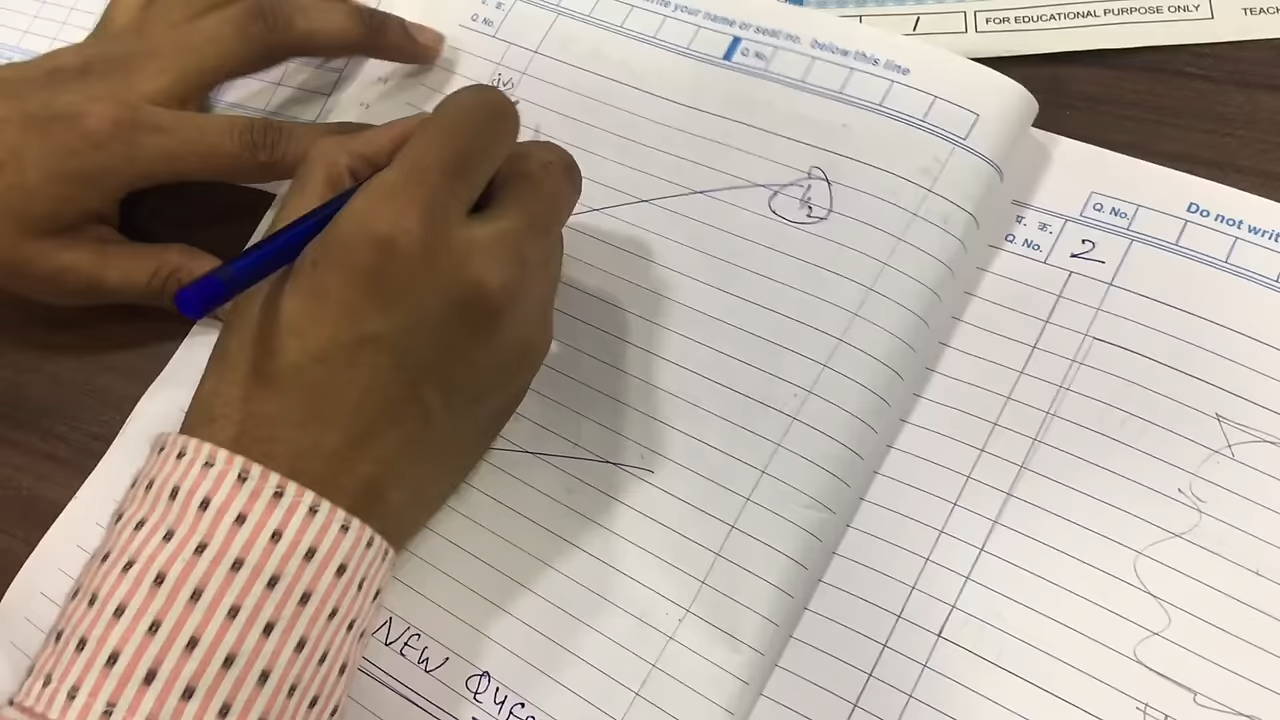 /
FOR EDUCATIONAL PURPOSE ONLY
TEACH
write your name or seat no. below this line
Q. No.
Q. No.
(iv)
1/2
NEW QUES
Q. No.
Do not writ
प्र. क्र.
Q. No.
2